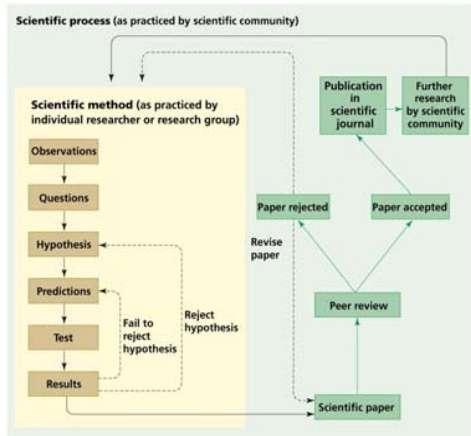 Scientific process (as practiced by scientific community)
Scientific method (as practiced by
individual researcher or research group)
Observations
Questions
Hypothesis
Predictions
Test
Results
Fail to
reject
hypothesis
Reject
hypothesis
Publication
in
scientific
journal
Further
research
by scientific
community
Paper rejected
Paper accepted
Revise
paper
Peer review
Scientific paper